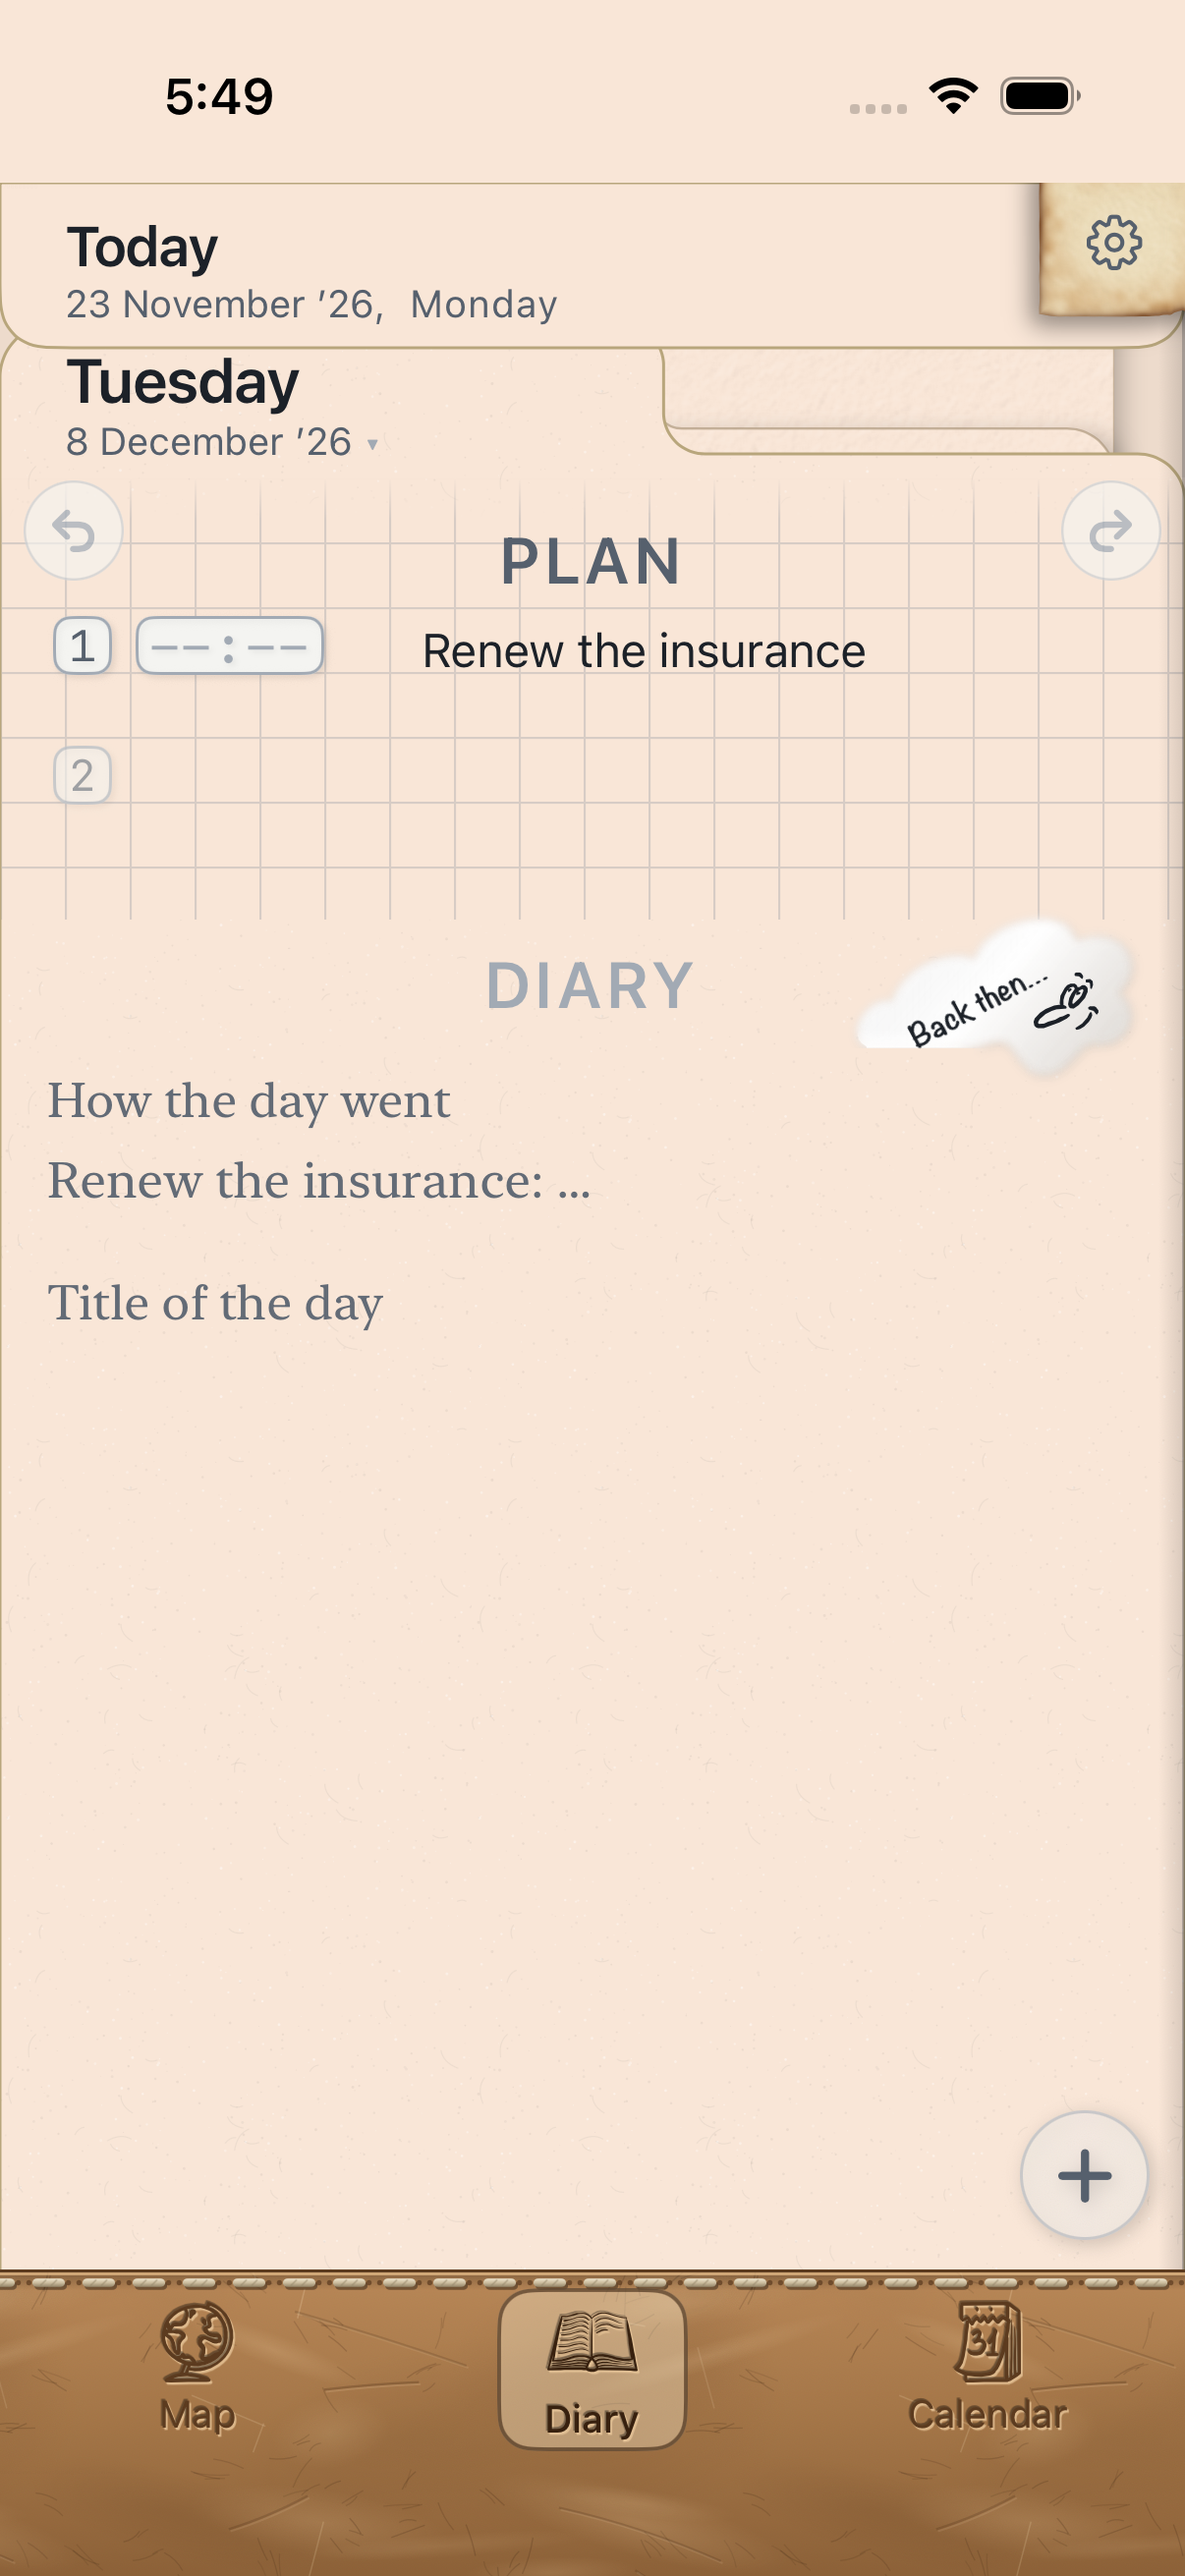 5:49
Today
23 November ’26, Monday
Tuesday
8 December ’26 ▾
PLAN
1 --:-- Renew the insurance
2
DIARY
Back then...
How the day went
Renew the insurance: ...
Title of the day
31
Map
Diary
Calendar